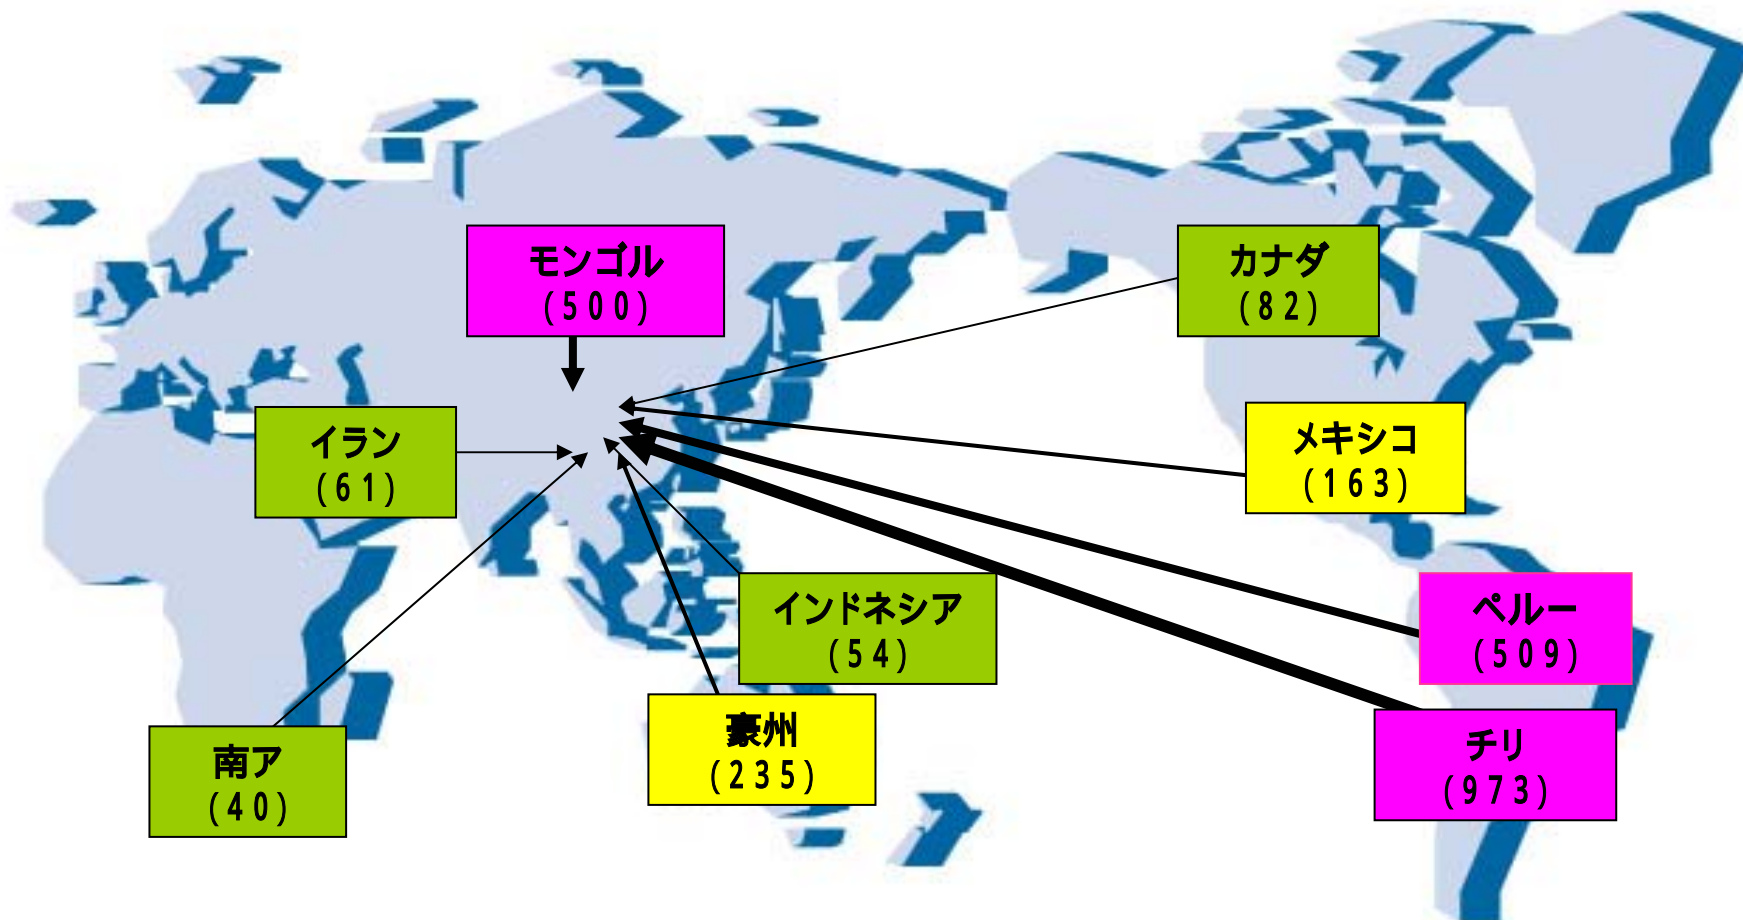 モンゴル
(500)
カナダ
(82)
イラン
(61)
メキシコ
(163)
インドネシア
(54)
ペルー
(509)
豪州
(235)
チリ
(973)
南ア
(40)